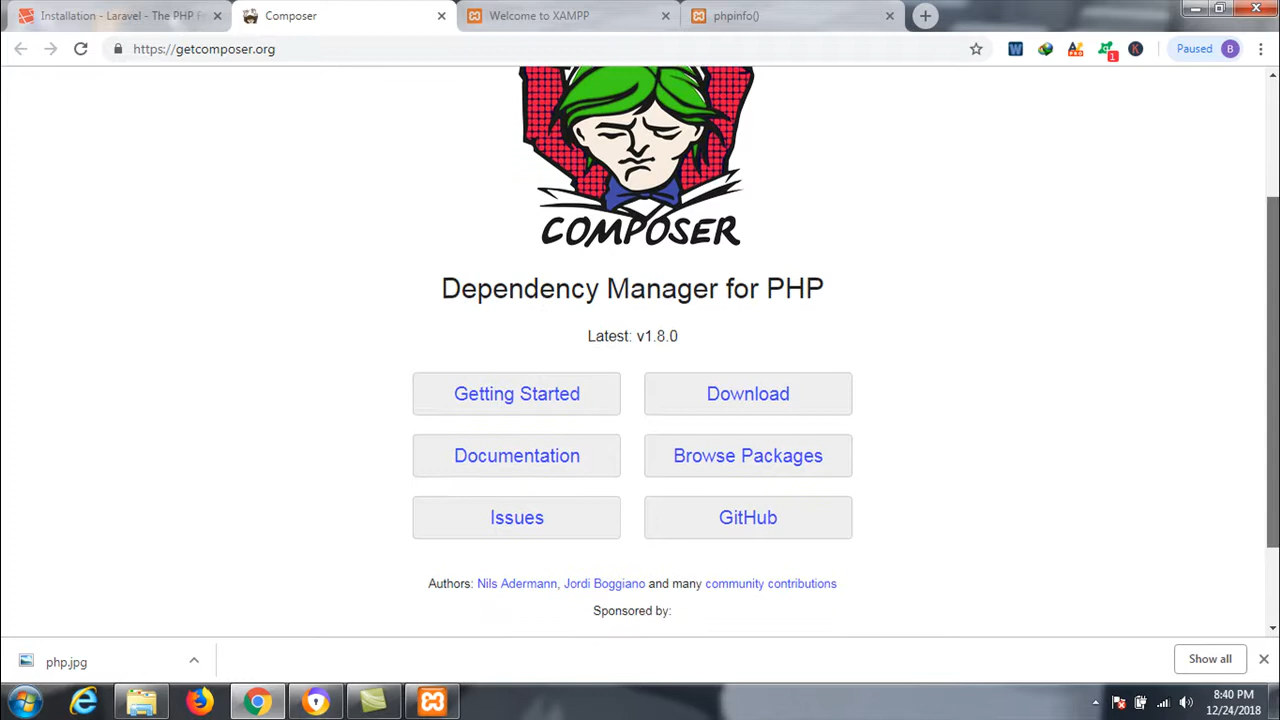 Installation - Laravel - The PHP F
Composer
Welcome to XAMPP
phpinfo()
https://getcomposer.org
Paused
B
COMPOSER
Dependency Manager for PHP
Latest: v1.8.0
Getting Started
Download
Documentation
Browse Packages
Issues
GitHub
Authors: Nils Adermann, Jordi Boggiano and many community contributions
Sponsored by:
php.jpg
Show all
8:40 PM
12/24/2018